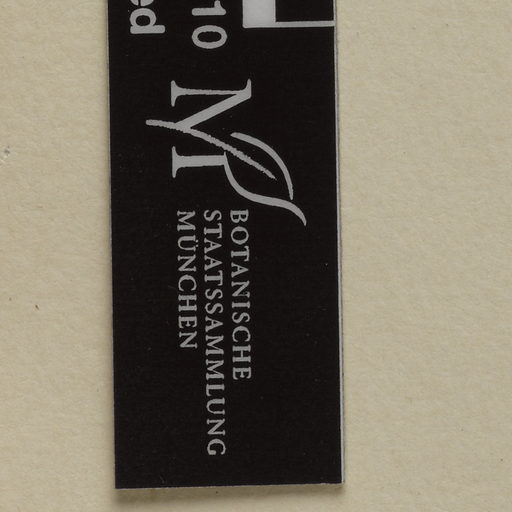 10
ed
BOTANISCHE
STAATSSAMMLUNG
MÜNCHEN